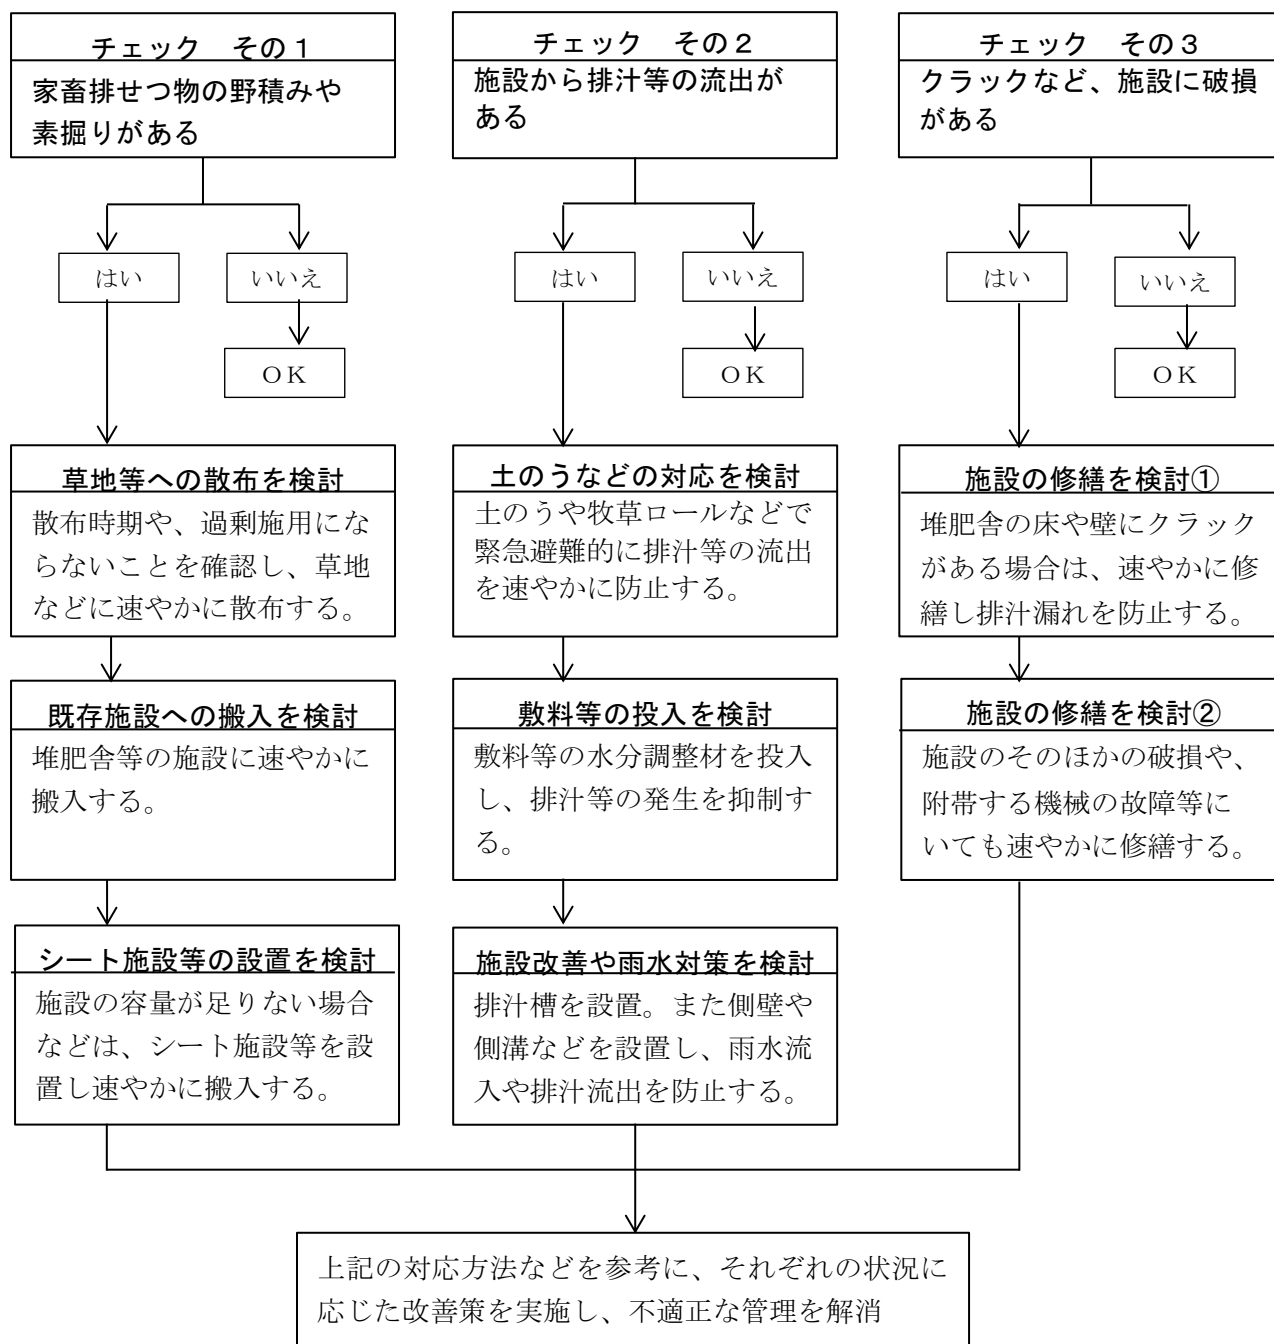 チェック　その１
家畜排せつ物の野積みや
素掘りがある
はい
いいえ
ＯＫ
草地等への散布を検討
散布時期や、過剰施用にな
らないことを確認し、草地
などに速やかに散布する。
既存施設への搬入を検討
堆肥舎等の施設に速やかに
搬入する。
シート施設等の設置を検討
施設の容量が足りない場合
などは、シート施設等を設
置し速やかに搬入する。
チェック　その２
施設から排汁等の流出が
ある
はい
いいえ
ＯＫ
土のうなどの対応を検討
土のうや牧草ロールなどで
緊急避難的に排汁等の流出
を速やかに防止する。
敷料等の投入を検討
敷料等の水分調整材を投入
し、排汁等の発生を抑制す
る。
施設改善や雨水対策を検討
排汁槽を設置。また側壁や
側溝などを設置し、雨水流
入や排汁流出を防止する。
チェック　その３
クラックなど、施設に破損
がある
はい
いいえ
ＯＫ
施設の修繕を検討①
堆肥舎の床や壁にクラック
がある場合は、速やかに修
繕し排汁漏れを防止する。
施設の修繕を検討②
施設のそのほかの破損や、
附帯する機械の故障等に
いても速やかに修繕する。
上記の対応方法などを参考に、それぞれの状況に
応じた改善策を実施し、不適正な管理を解消